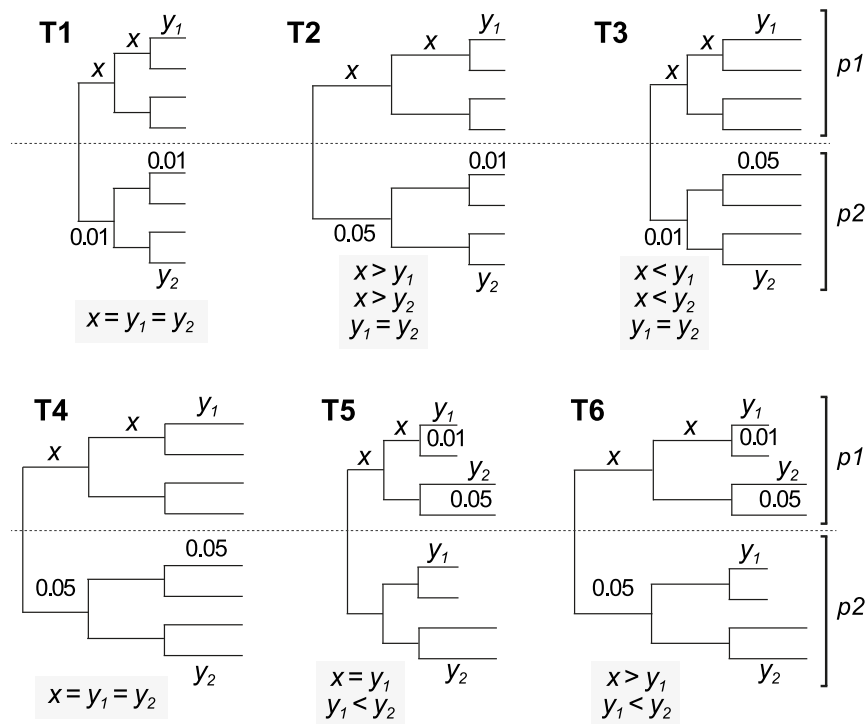 T1
x
x
y1
0.01
0.01
y2
x = y1 = y2
T2
x
x
y1
0.01
0.05
x > y1
x > y2
y1 = y2
T3
x
x
y1
p1
0.05
0.01
y2
p2
x < y1
x < y2
y1 = y2
T4
x
x
y1
0.05
0.05
y2
x = y1 = y2
T5
x
x
y1
0.01
y2
0.05
y1
y2
x = y1
y1 < y2
T6
x
x
y1
0.01
y2
0.05
p1
0.05
y1
y2
p2
x > y1
y1 < y2